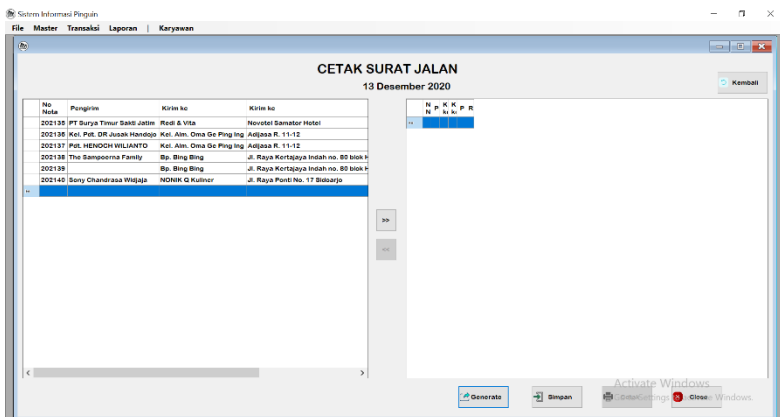 Sistem Informasi Pinguin
File Master Transaksi Laporan | Karyawan
CETAK SURAT JALAN
13 Desember 2020
Kembali
No Nota Pengirim Kirim ke Kirim ke
202135 PT Surya Timur Sakti Jatim Redi & Vita Novotel Samator Hotel
202136 Kel. Pdt. DR Jusak Handojo Kel. Alm. Oma Ge Ping Ing Adijasa R. 11-12
202137 Pdt. HENOCH WILIANTO Kel. Alm. Oma Ge Ping Ing Adijasa R. 11-12
202138 The Sampoerna Family Bp. Bing Bing Jl. Raya Kertajaya Indah no. 80 blok H
202139 Bp. Bing Bing Jl. Raya Kertajaya Indah no. 80 blok H
202140 Sony Chandrasa Widjaja NONIK Q Kuliner Jl. Raya Ponti No. 17 Sidoarjo
N N P K ke K ke P R
>>
<<
Generate Simpan Close
Activate Windows